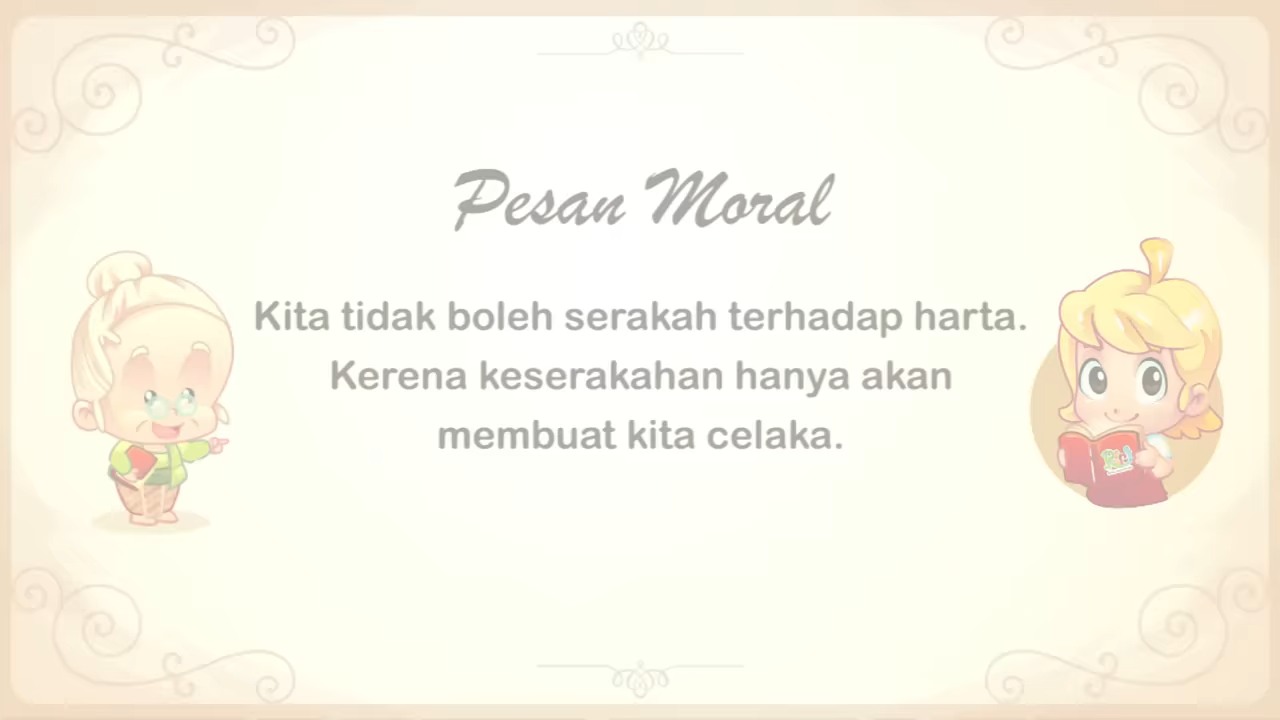 Pesan Moral
Kita tidak boleh serakah terhadap harta.
Kerena keserakahan hanya akan
membuat kita celaka.